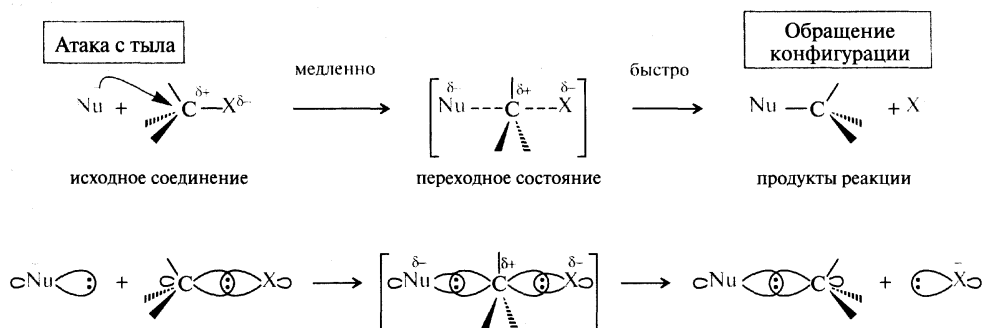 Атака с тыла
Обращение
конфигурации
медленно
быстро
Nu + C δ+ X δ−
[ δ− Nu --- C δ+ --- X δ− ]
Nu — C + X
исходное соединение
переходное состояние
продукты реакции
Nu : + C : X
[ δ− Nu : C δ+ : X δ− ]
Nu : C + : X −